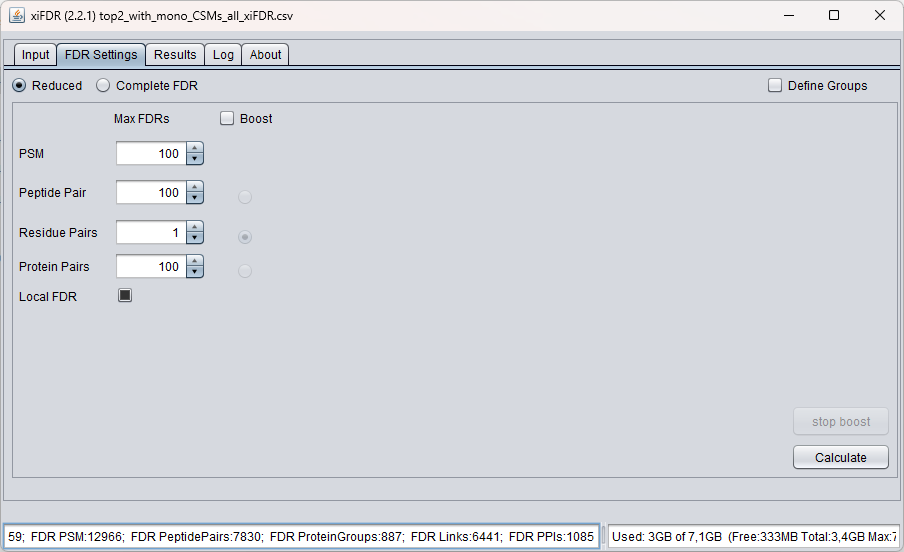 xiFDR (2.2.1) top2_with_mono_CSMs_all_xiFDR.csv
Input FDR Settings Results Log About
Reduced Complete FDR Define Groups
Max FDRs Boost
PSM 100
Peptide Pair 100
Residue Pairs 1
Protein Pairs 100
Local FDR
stop boost
Calculate
59; FDR PSM:12966; FDR PeptidePairs:7830; FDR ProteinGroups:887; FDR Links:6441; FDR PPIs:1085 Used: 3GB of 7,1GB (Free:333MB Total:3,4GB Max:7